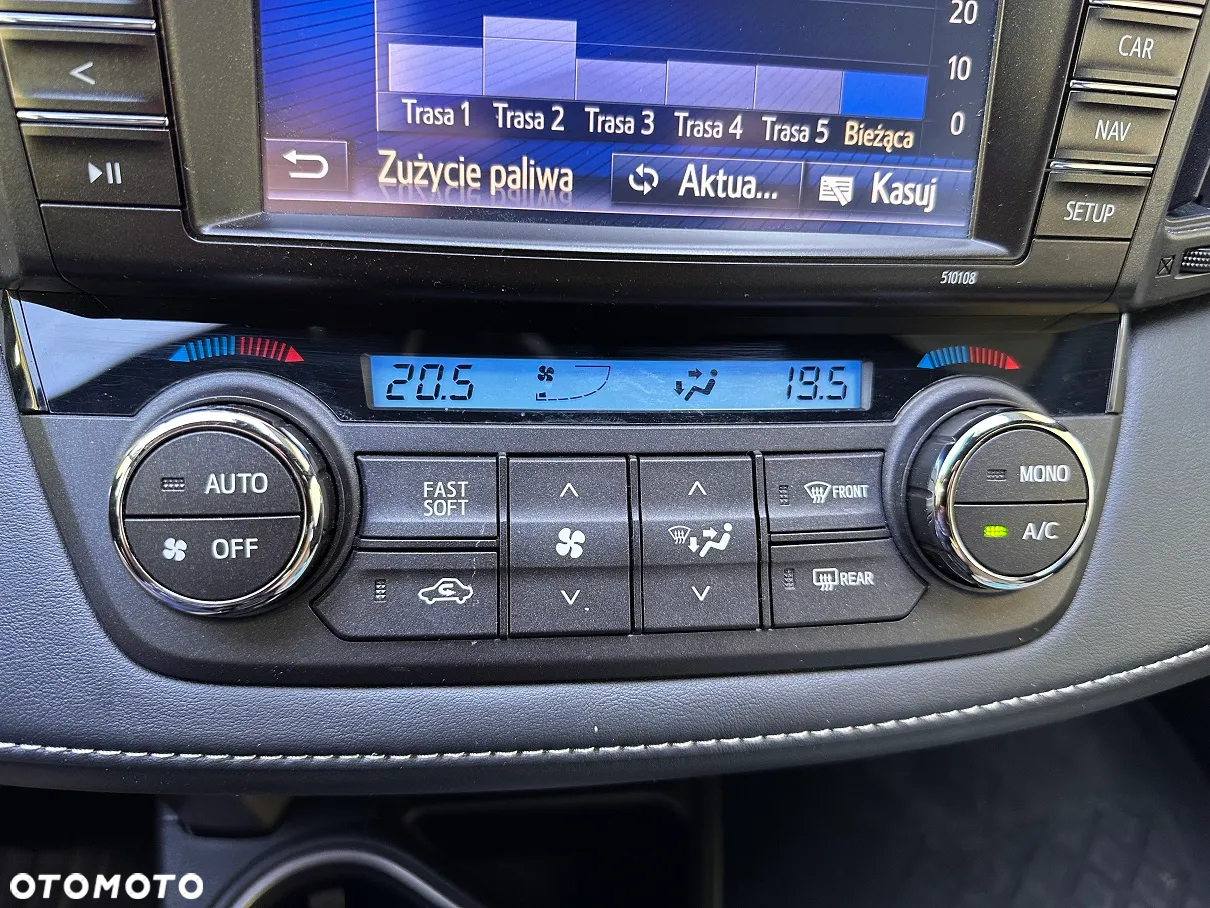 20
10
0
Trasa 1 Trasa 2 Trasa 3 Trasa 4 Trasa 5 Bieżąca
Zużycie paliwa Aktua... Kasuj
CAR
NAV
SETUP
510108
20.5 19.5
AUTO
OFF
FAST
SOFT
FRONT
REAR
MONO
A/C
OTOMOTO